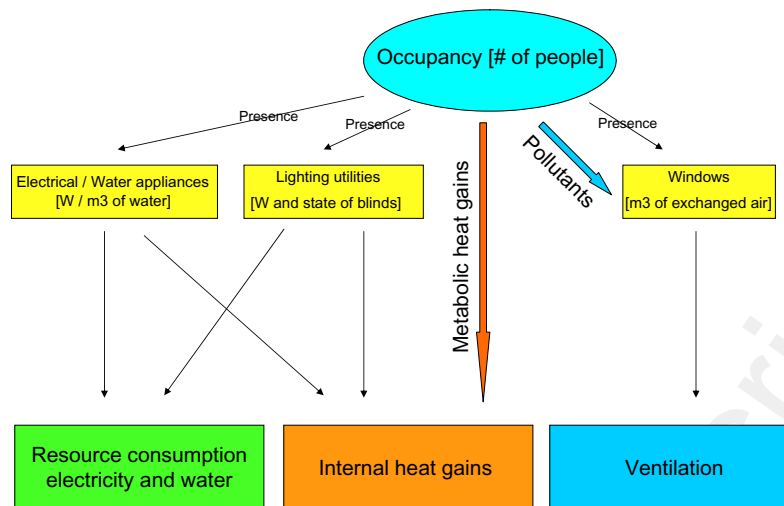 Occupancy [# of people]
Presence
Presence
Presence
Pollutants
Metabolic heat gains
Electrical / Water appliances
[W / m3 of water]
Lighting utilities
[W and state of blinds]
Windows
[m3 of exchanged air]
Resource consumption
electricity and water
Internal heat gains
Ventilation